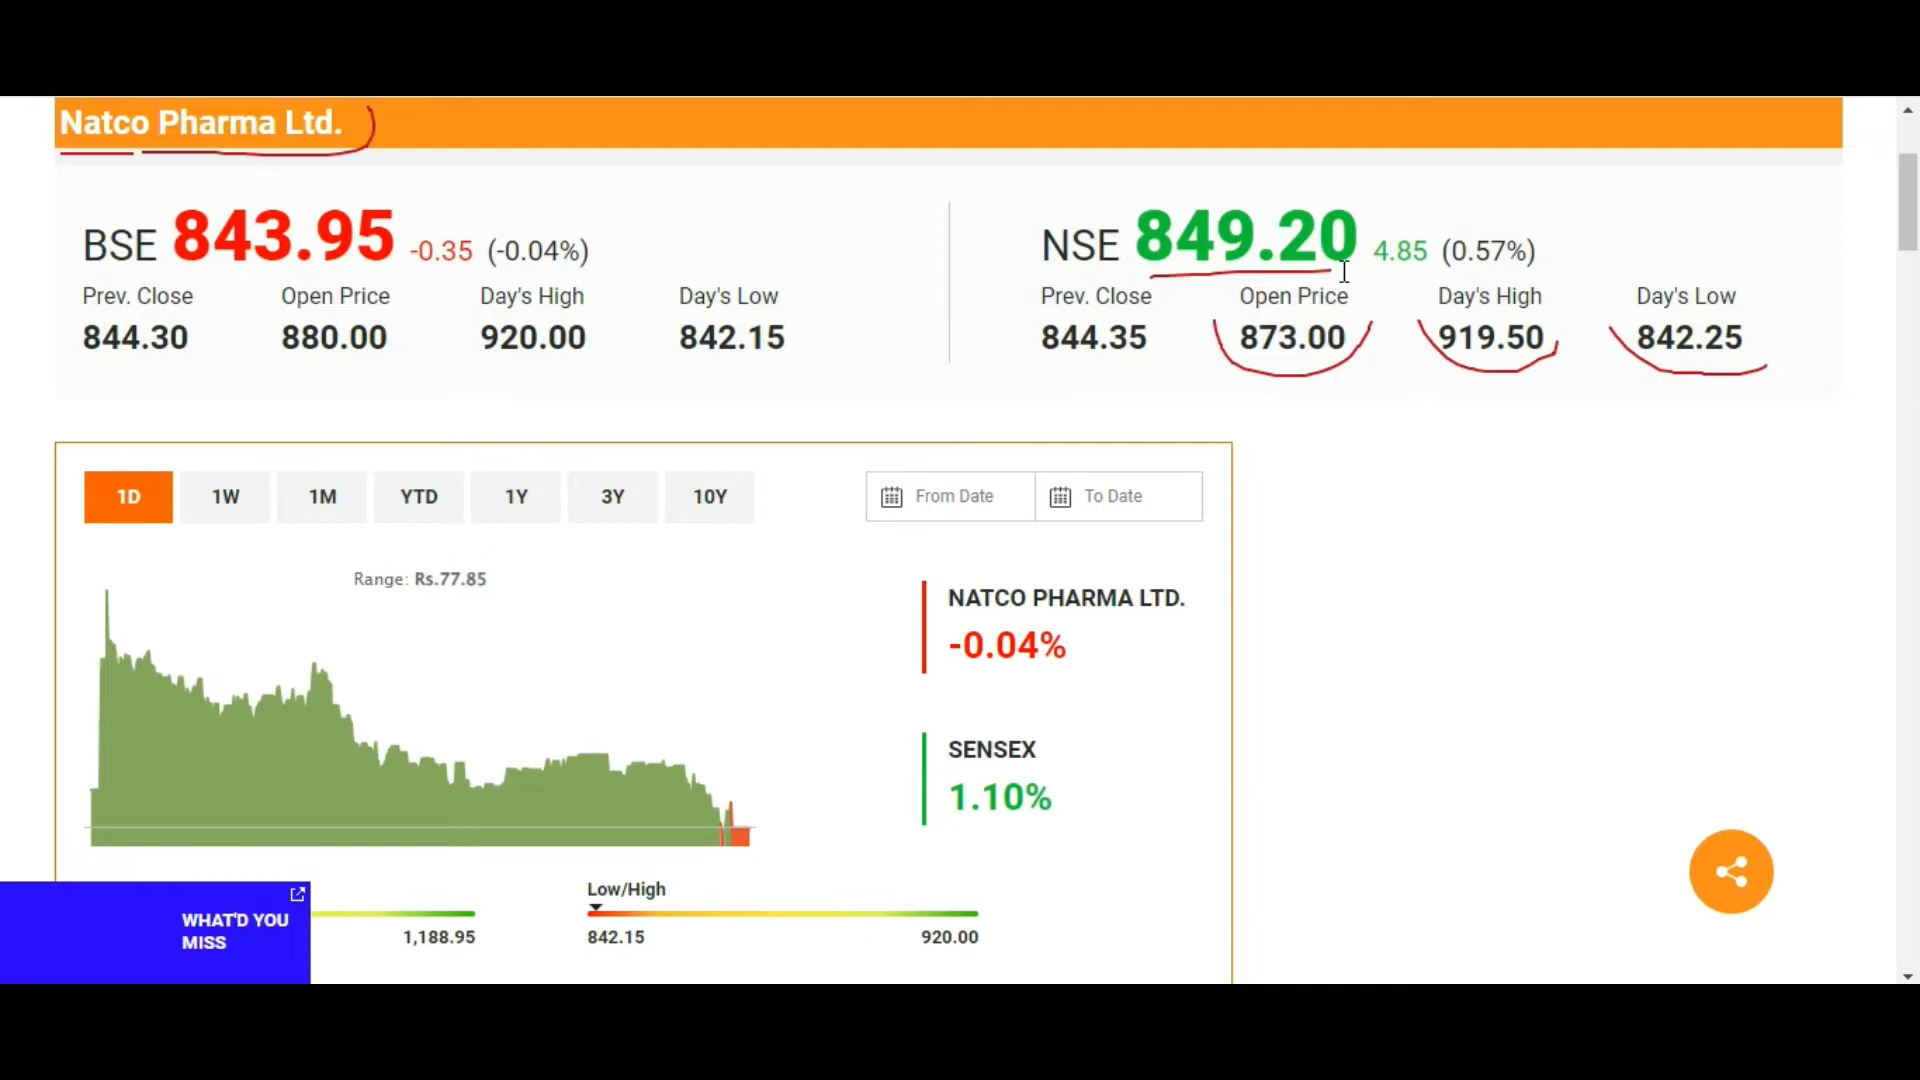 Natco Pharma Ltd.
BSE 843.95 -0.35 (-0.04%)
Prev. Close Open Price Day's High Day's Low
844.30 880.00 920.00 842.15
NSE 849.20 4.85 (0.57%)
Prev. Close Open Price Day's High Day's Low
844.35 873.00 919.50 842.25
1D 1W 1M YTD 1Y 3Y 10Y
From Date To Date
Range: Rs.77.85
NATCO PHARMA LTD.
-0.04%
SENSEX
1.10%
WHAT'D YOU
MISS
1,188.95
Low/High
842.15 920.00